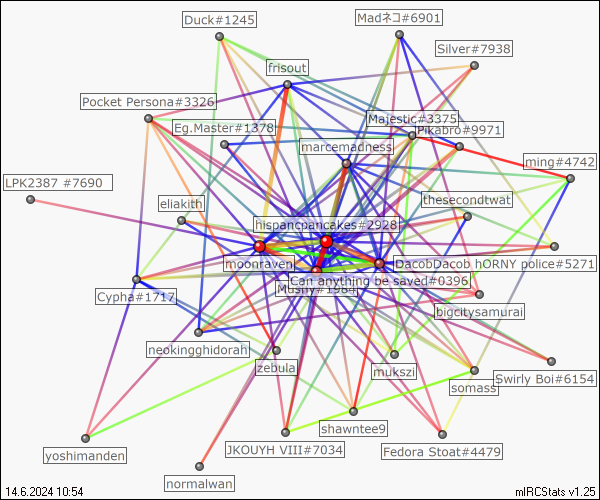 Duck#1245
Madネコ#6901
Silver#7938
frisout
Pocket Persona#3326
Majestic#3375
Eg.Master#1378
Pikabro#9971
marcemadness
ming#4742
LPK2387 #7690
eliakith
thesecondtwat
hispancpancakes#2928
moonraven
DacobDacob hORNY police#5271
Can anything be saved#0396
Cypha#1717
bigcitysamurai
neokingghidorah
zebula
mukszi
Swirly Boi#6154
somass
shawntee9
yoshimanden
JKOUYH VIII#7034
Fedora Stoat#4479
normalwan
14.6.2024 10:54
mIRCStats v1.25